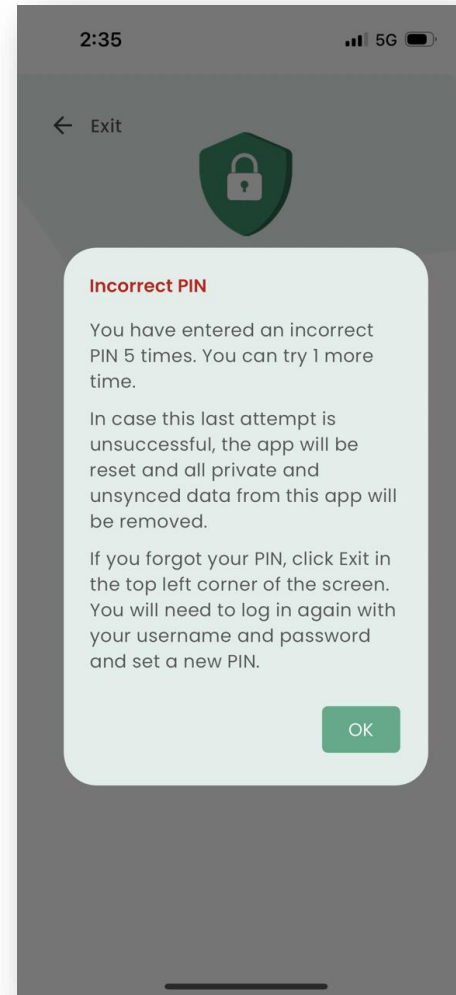 2:35
5G
Exit
Incorrect PIN
You have entered an incorrect
PIN 5 times. You can try 1 more
time.
In case this last attempt is
unsuccessful, the app will be
reset and all private and
unsynced data from this app will
be removed.
If you forgot your PIN, click Exit in
the top left corner of the screen.
You will need to log in again with
your username and password
and set a new PIN.
OK